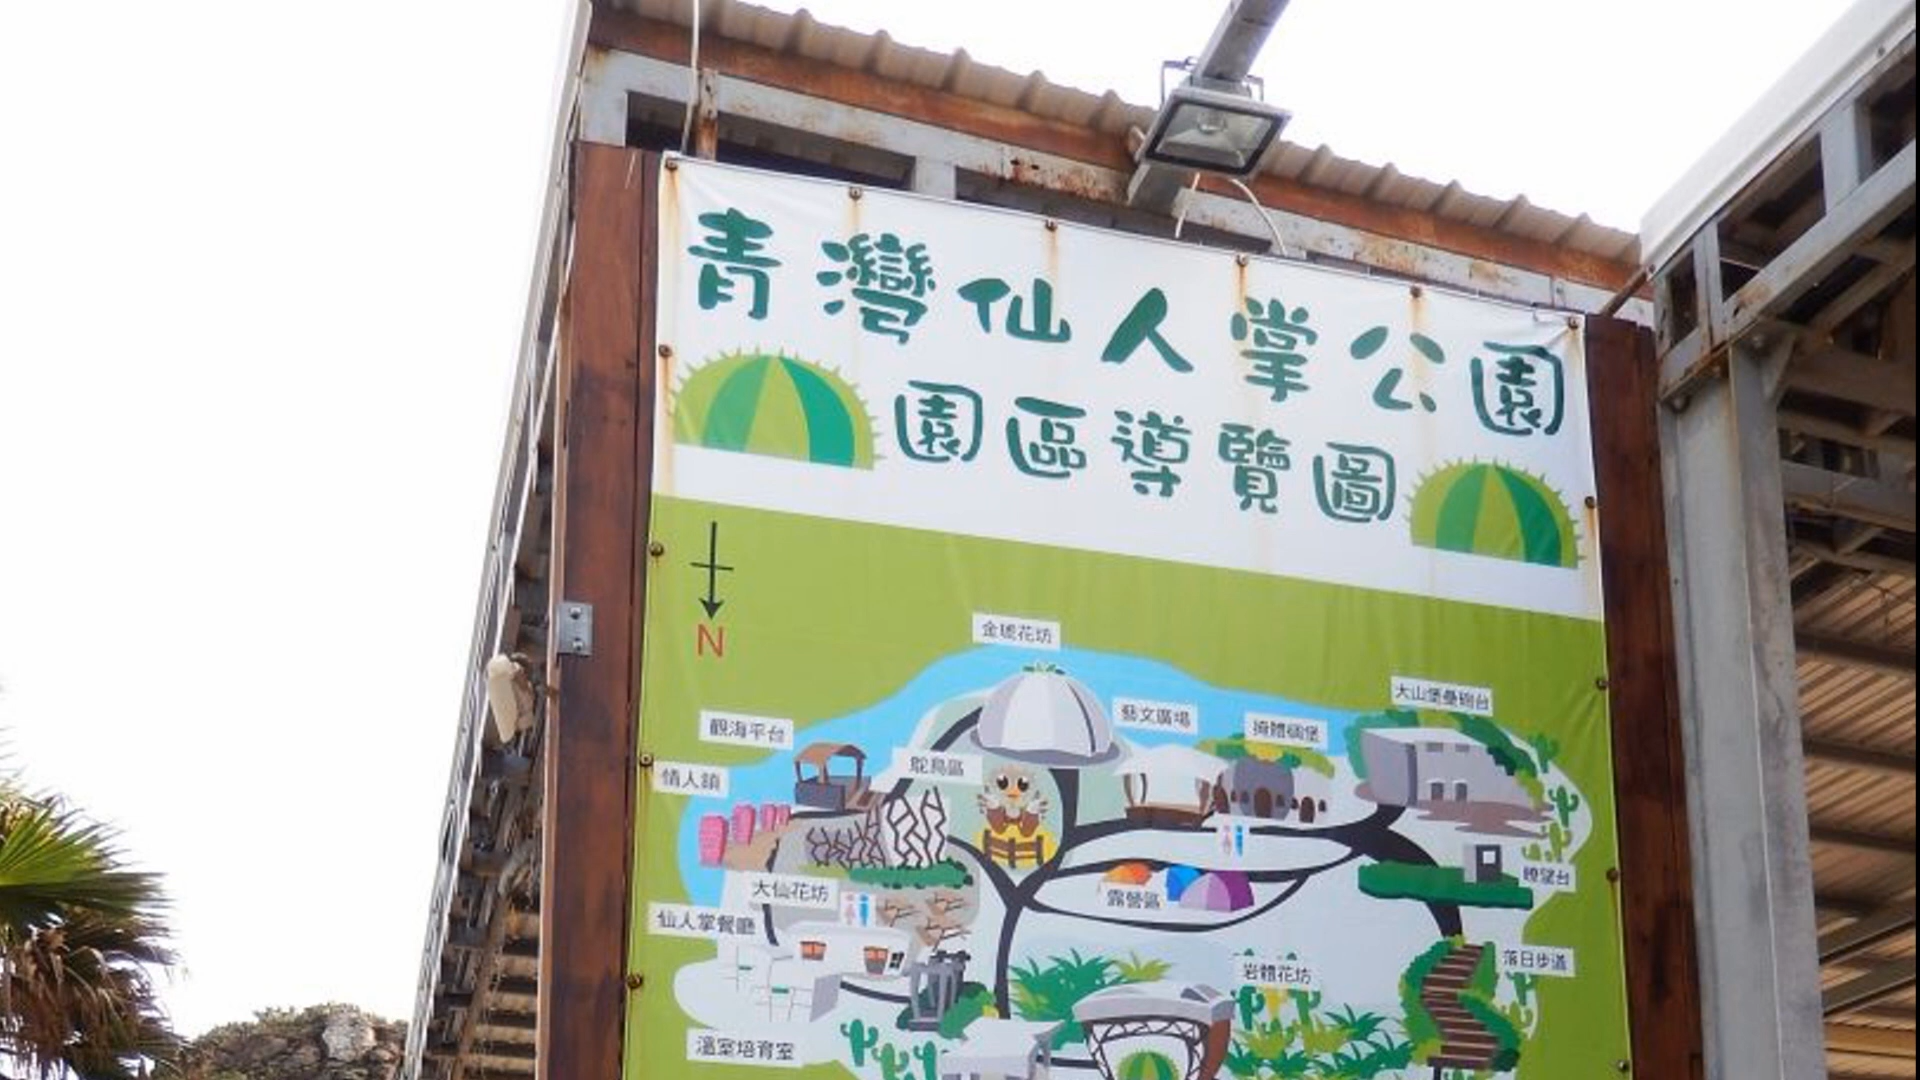 青灣仙人掌公園
園區導覽圖
N
金琥花坊
大山堡壘砲台
觀海平台
藝文廣場
掩體碉堡
情人鎖
鴕鳥區
大仙花坊
露營區
瞭望台
仙人掌餐廳
岩體花坊
落日步道
溫室培育室